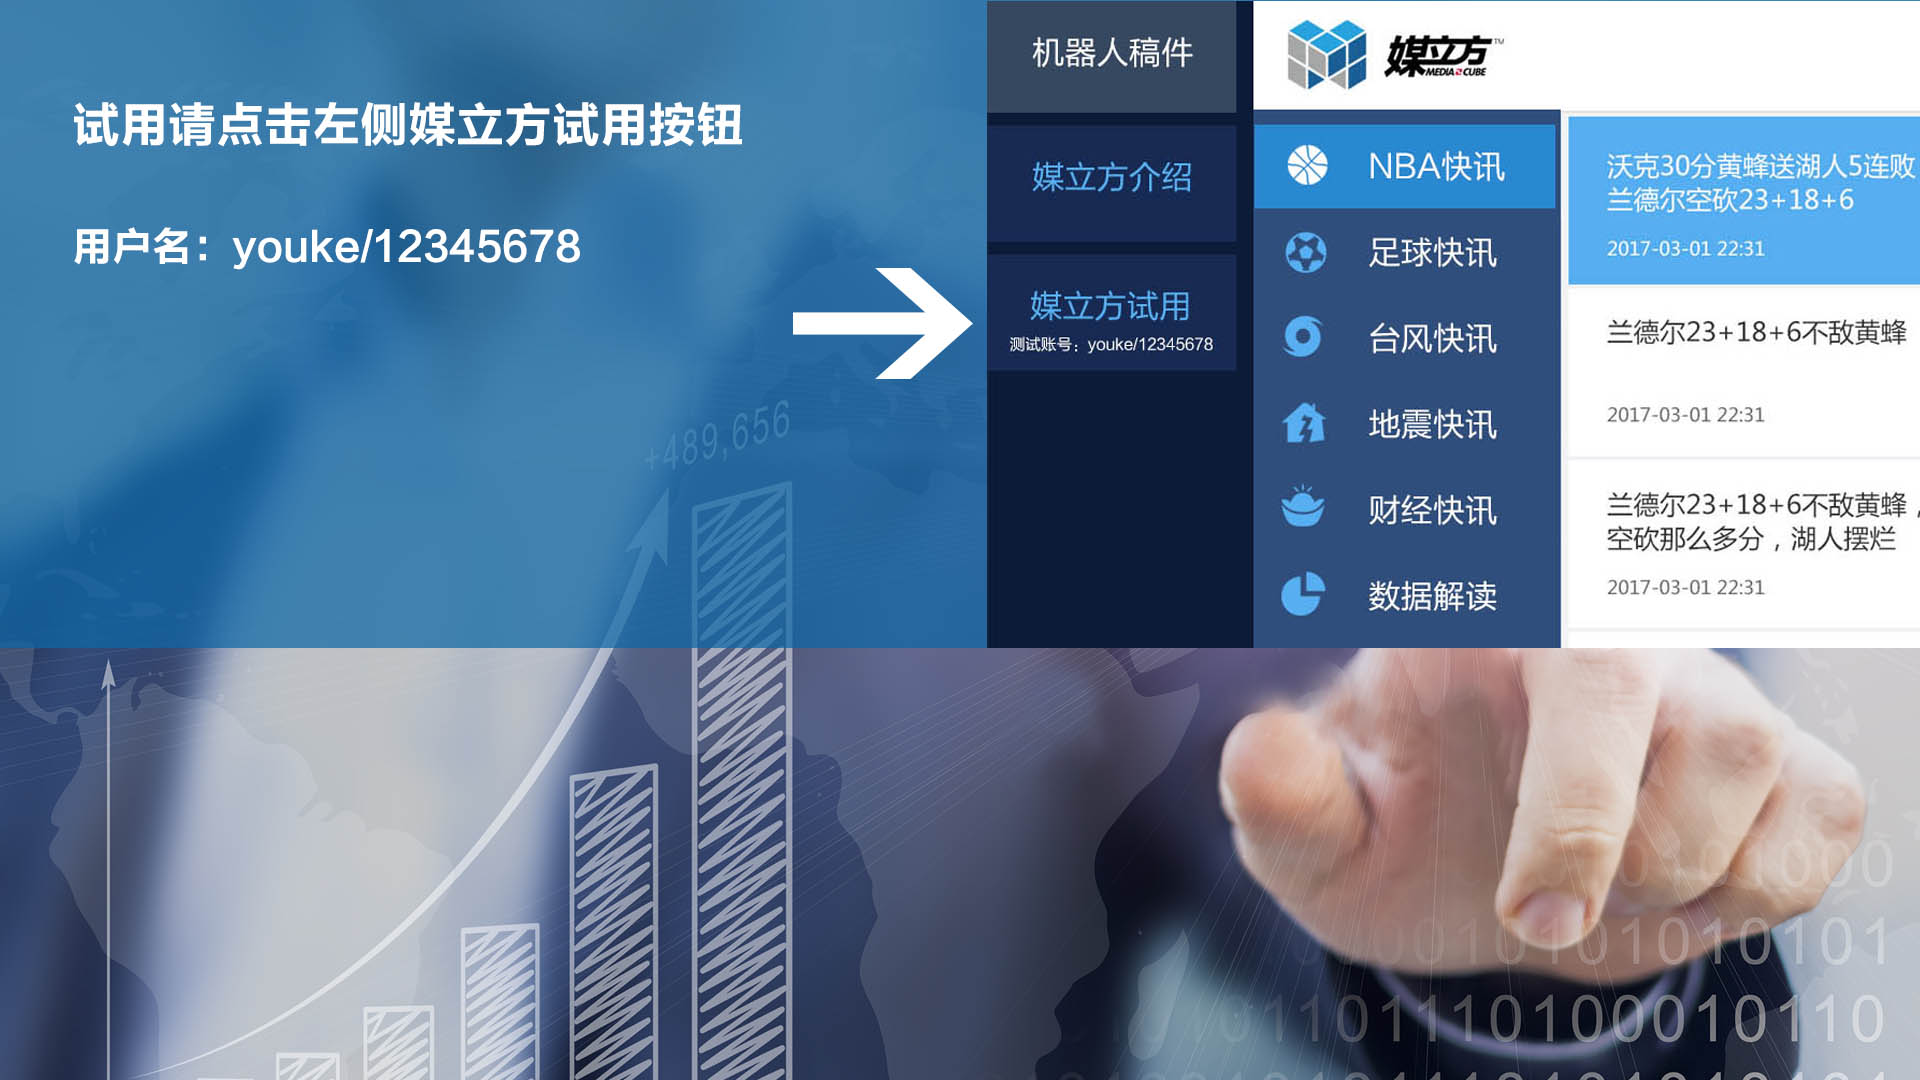 试用请点击左侧媒立方试用按钮
用户名：youke/12345678
+489,656
机器人稿件
媒立方介绍
媒立方试用
测试账号：youke/12345678
媒立方™
MEDIA CUBE
NBA快讯
足球快讯
台风快讯
地震快讯
财经快讯
数据解读
沃克30分黄蜂送湖人5连败
兰德尔空砍23+18+6
2017-03-01 22:31
兰德尔23+18+6不敌黄蜂
2017-03-01 22:31
兰德尔23+18+6不敌黄蜂，
空砍那么多分，湖人摆烂
2017-03-01 22:31